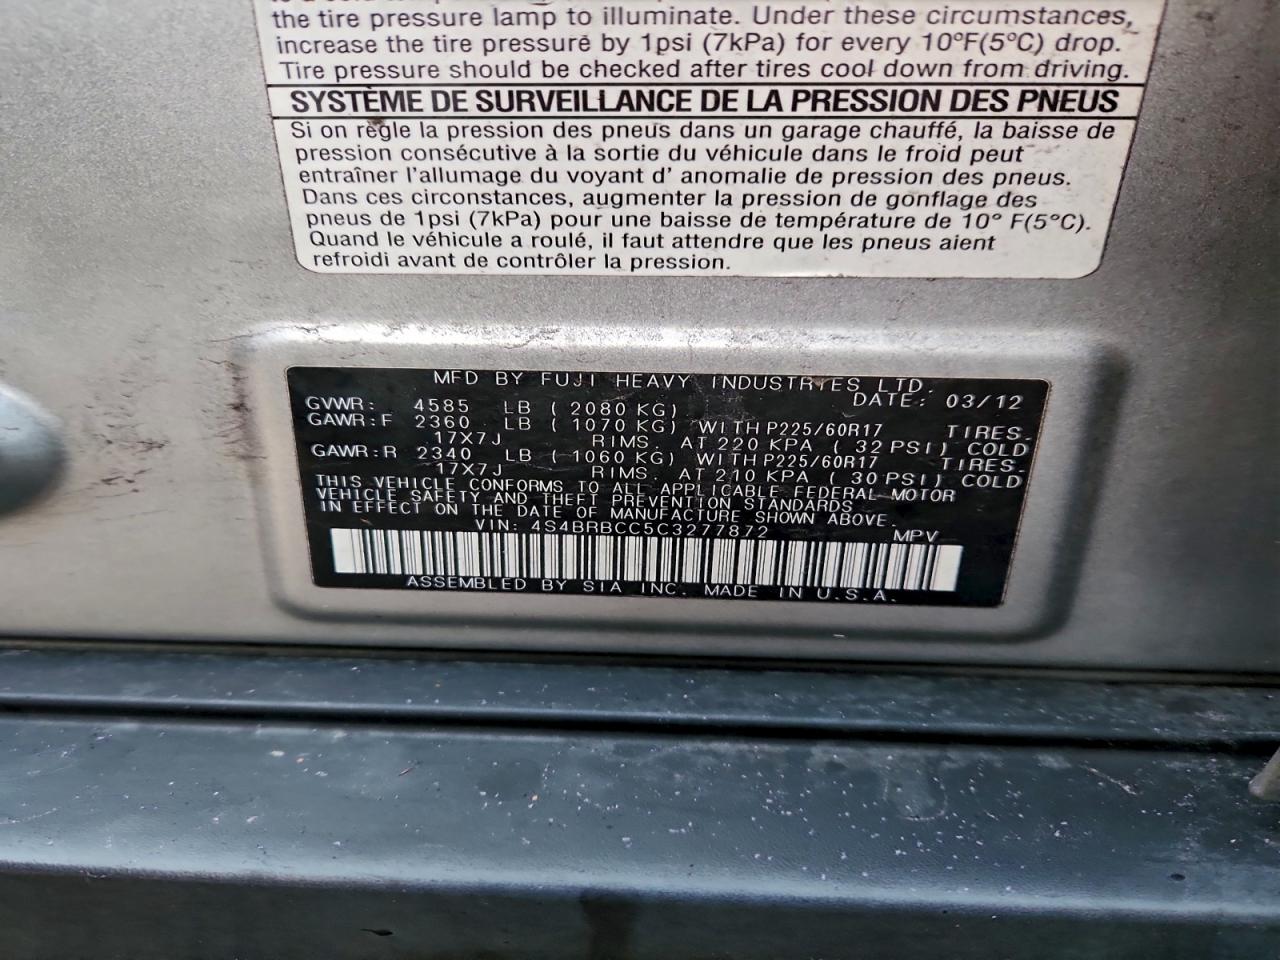 the tire pressure lamp to illuminate. Under these circumstances,
increase the tire pressure by 1psi (7kPa) for every 10°F(5°C) drop.
Tire pressure should be checked after tires cool down from driving.
SYSTÈME DE SURVEILLANCE DE LA PRESSION DES PNEUS
Si on règle la pression des pneus dans un garage chauffé, la baisse de
pression consécutive à la sortie du véhicule dans le froid peut
entraîner l'allumage du voyant d' anomalie de pression des pneus.
Dans ces circonstances, augmenter la pression de gonflage des
pneus de 1psi (7kPa) pour une baisse de température de 10° F(5°C).
Quand le véhicule a roulé, il faut attendre que les pneus aient
refroidi avant de contrôler la pression.
MFD BY FUJI HEAVY INDUSTRIES LTD.
DATE: 03/12
GVWR: 4585 LB ( 2080 KG)
GAWR:F 2360 LB ( 1070 KG) WITH P225/60R17 TIRES.
17X7J RIMS. AT 220 KPA ( 32 PSI) COLD
GAWR:R 2340 LB ( 1060 KG) WITH P225/60R17 TIRES.
17X7J RIMS. AT 210 KPA ( 30 PSI) COLD
THIS VEHICLE CONFORMS TO ALL APPLICABLE FEDERAL MOTOR
VEHICLE SAFETY AND THEFT PREVENTION STANDARDS
IN EFFECT ON THE DATE OF MANUFACTURE SHOWN ABOVE.
VIN: 4S4BRBCC5C3277872 MPV
ASSEMBLED BY SIA INC. MADE IN U.S.A.